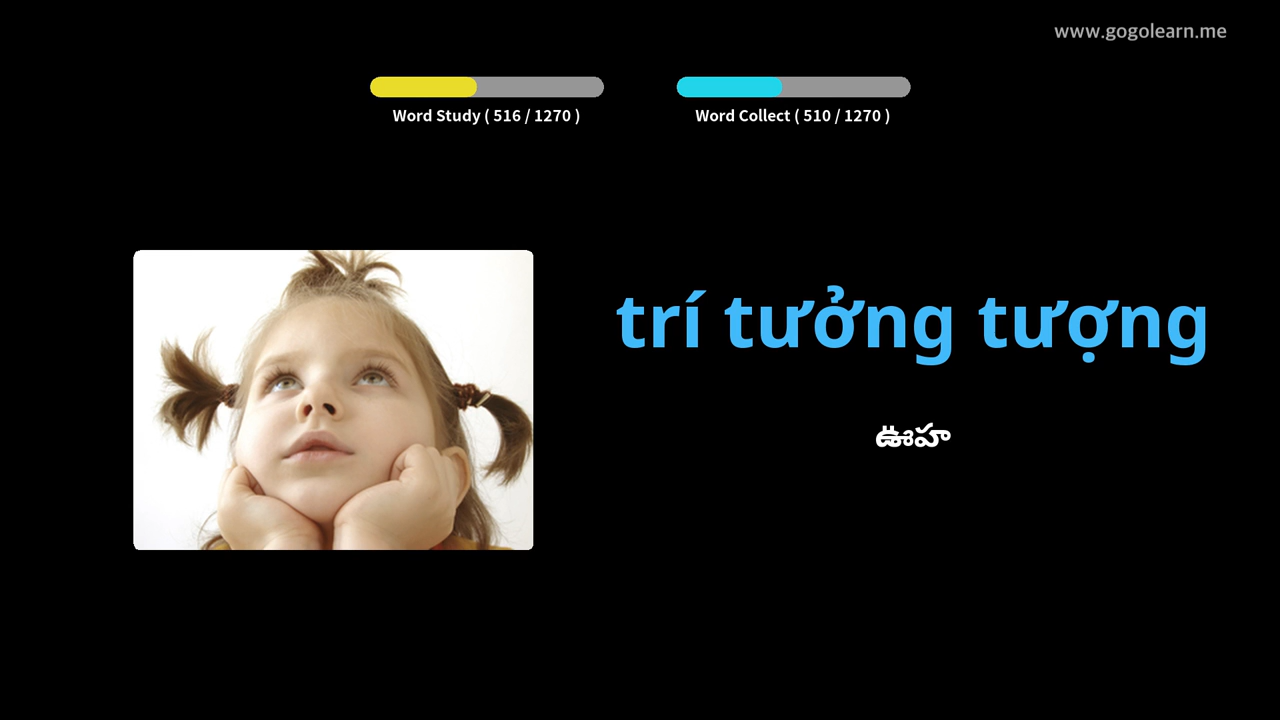 www.gogolearn.me
Word Study ( 516 / 1270 )
Word Collect ( 510 / 1270 )
trí tưởng tượng
ఊహ